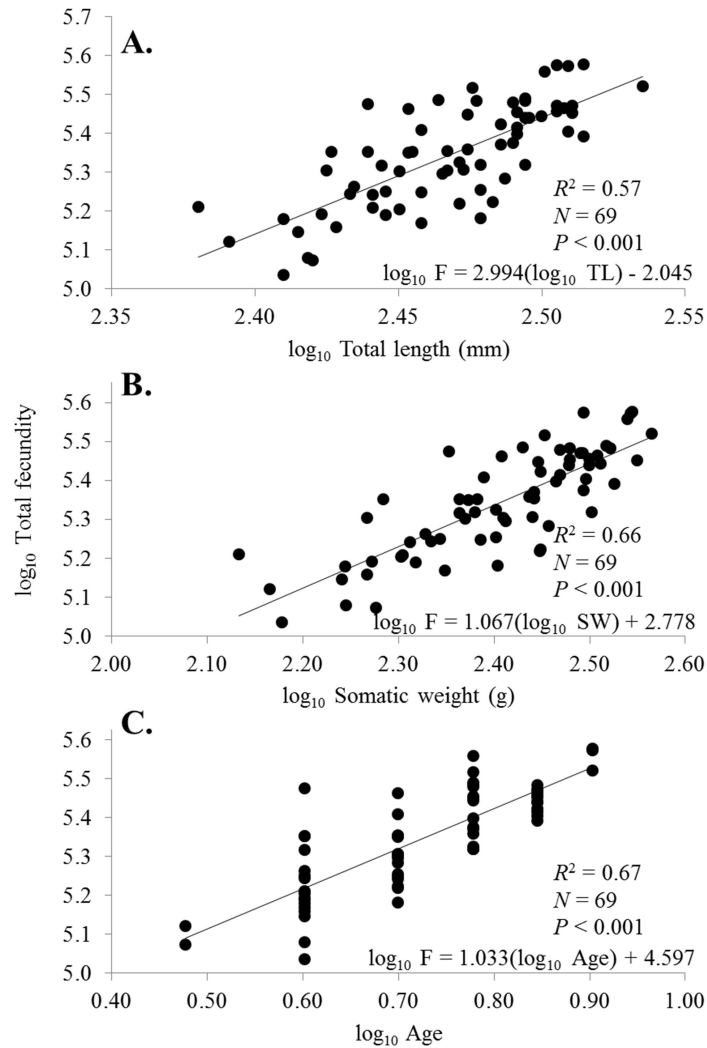 A.
5.7
5.6
5.5
5.4
5.3
5.2
5.1
5.0
R² = 0.57
N = 69
P < 0.001
log₁₀ F = 2.994(log₁₀ TL) - 2.045
2.35 2.40 2.45 2.50 2.55
log₁₀ Total length (mm)
B.
log₁₀ Total fecundity
5.6
5.5
5.4
5.3
5.2
5.1
5.0
R² = 0.66
N = 69
P < 0.001
log₁₀ F = 1.067(log₁₀ SW) + 2.778
2.00 2.10 2.20 2.30 2.40 2.50 2.60
log₁₀ Somatic weight (g)
C.
5.6
5.5
5.4
5.3
5.2
5.1
5.0
R² = 0.67
N = 69
P < 0.001
log₁₀ F = 1.033(log₁₀ Age) + 4.597
0.40 0.50 0.60 0.70 0.80 0.90 1.00
log₁₀ Age